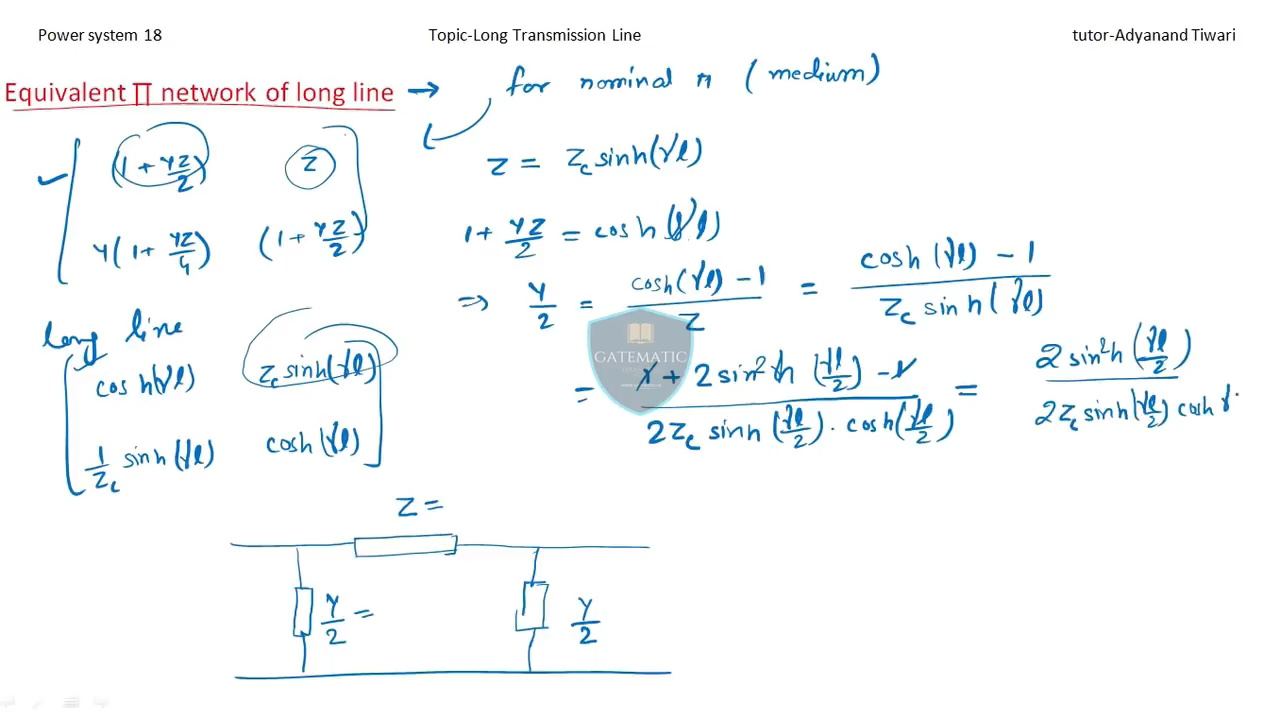 Power system 18
Topic-Long Transmission Line
tutor-Adyanand Tiwari
Equivalent ∏ network of long line → for nominal π (medium)
(1 + YZ/2) Z
Y(1 + YZ/4) (1 + YZ/2)
Z = Zc sinh(γl)
1 + YZ/2 = cosh(γl)
⇒ Y/2 = (cosh(γl) - 1)/Z = (cosh(γl) - 1)/(Zc sinh(γl))
GATEMATIC
= (1 + 2 sin²h(γl/2) - 1)/(2Zc sinh(γl/2) · cosh(γl/2)) = (2 sin²h(γl/2))/(2Zc sinh(γl/2) cosh γ
long line
cosh(γl) Zc sinh(γl)
1/Zc sinh(γl) cosh(γl)
Z =
Y/2 =
Y/2